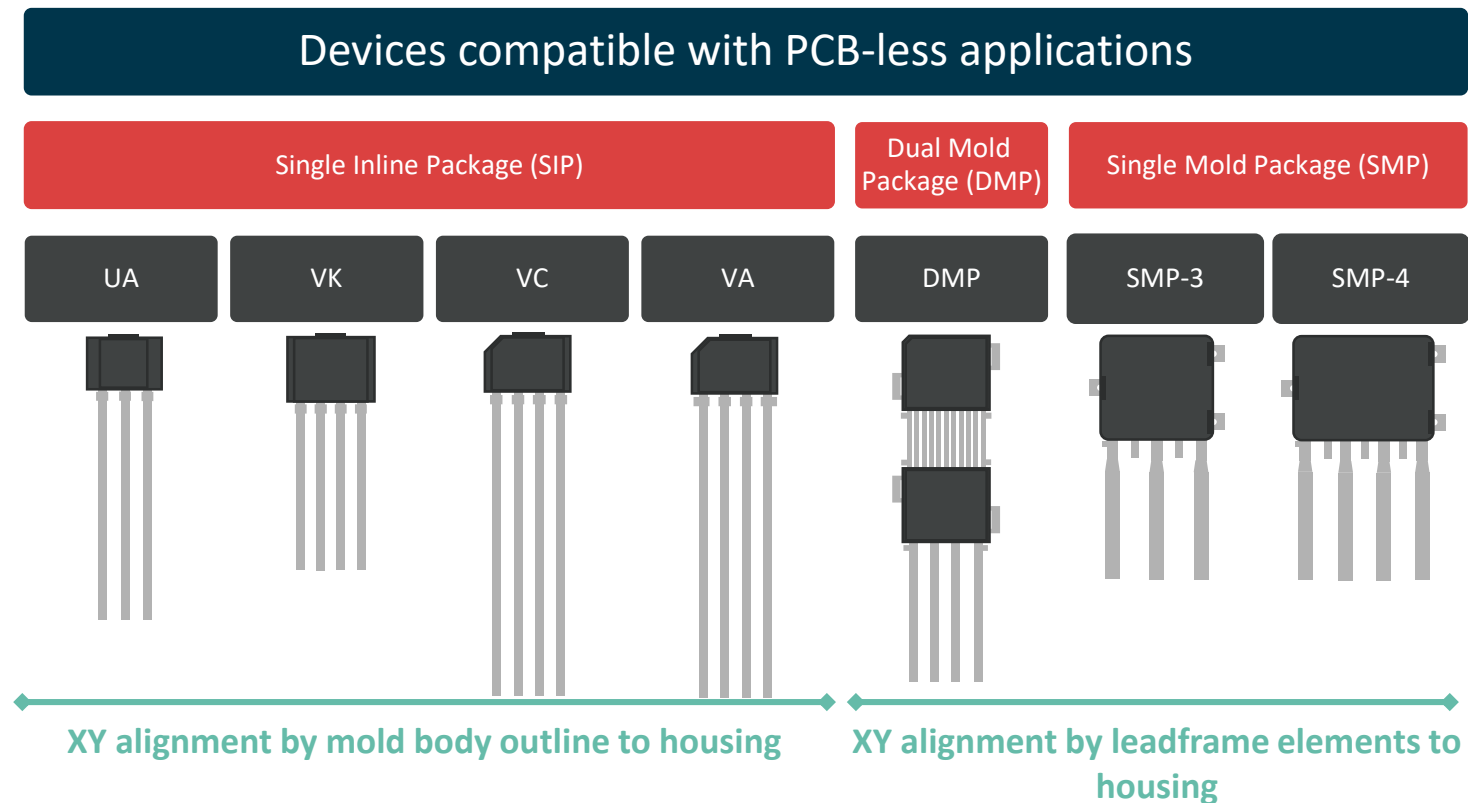 Devices compatible with PCB-less applications
Single Inline Package (SIP)
Dual Mold
Package (DMP)
Single Mold Package (SMP)
UA
VK
VC
VA
DMP
SMP-3
SMP-4
XY alignment by mold body outline to housing
XY alignment by leadframe elements to
housing